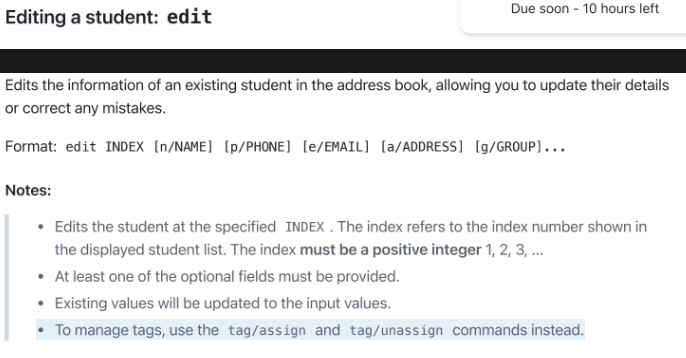 Editing a student: edit
Due soon - 10 hours left
Edits the information of an existing student in the address book, allowing you to update their details
or correct any mistakes.
Format: edit INDEX [n/NAME] [p/PHONE] [e/EMAIL] [a/ADDRESS] [g/GROUP]...
Notes:
• Edits the student at the specified INDEX . The index refers to the index number shown in
the displayed student list. The index must be a positive integer 1, 2, 3, …
• At least one of the optional fields must be provided.
• Existing values will be updated to the input values.
• To manage tags, use the tag/assign and tag/unassign commands instead.